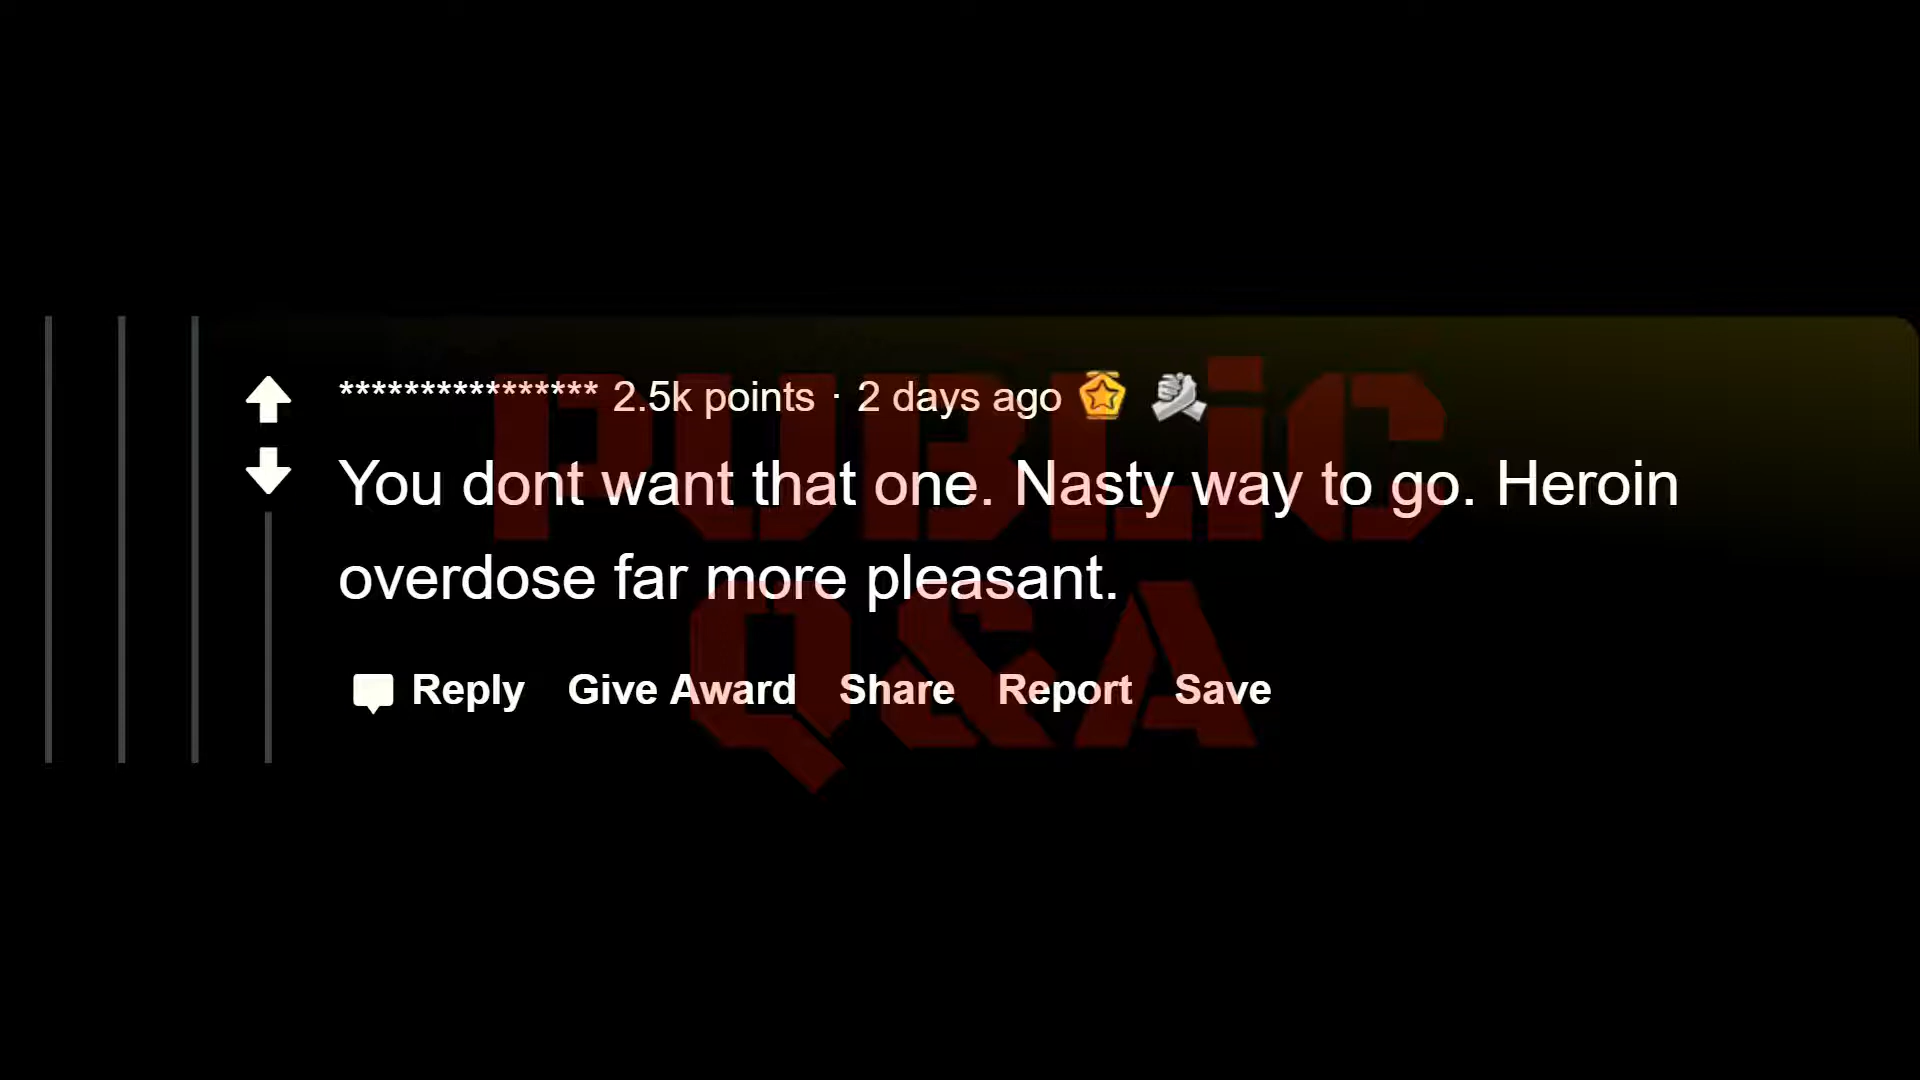 **************** 2.5k points · 2 days ago
You dont want that one. Nasty way to go. Heroin
overdose far more pleasant.
Reply Give Award Share Report Save
PUBLiC
Q&A